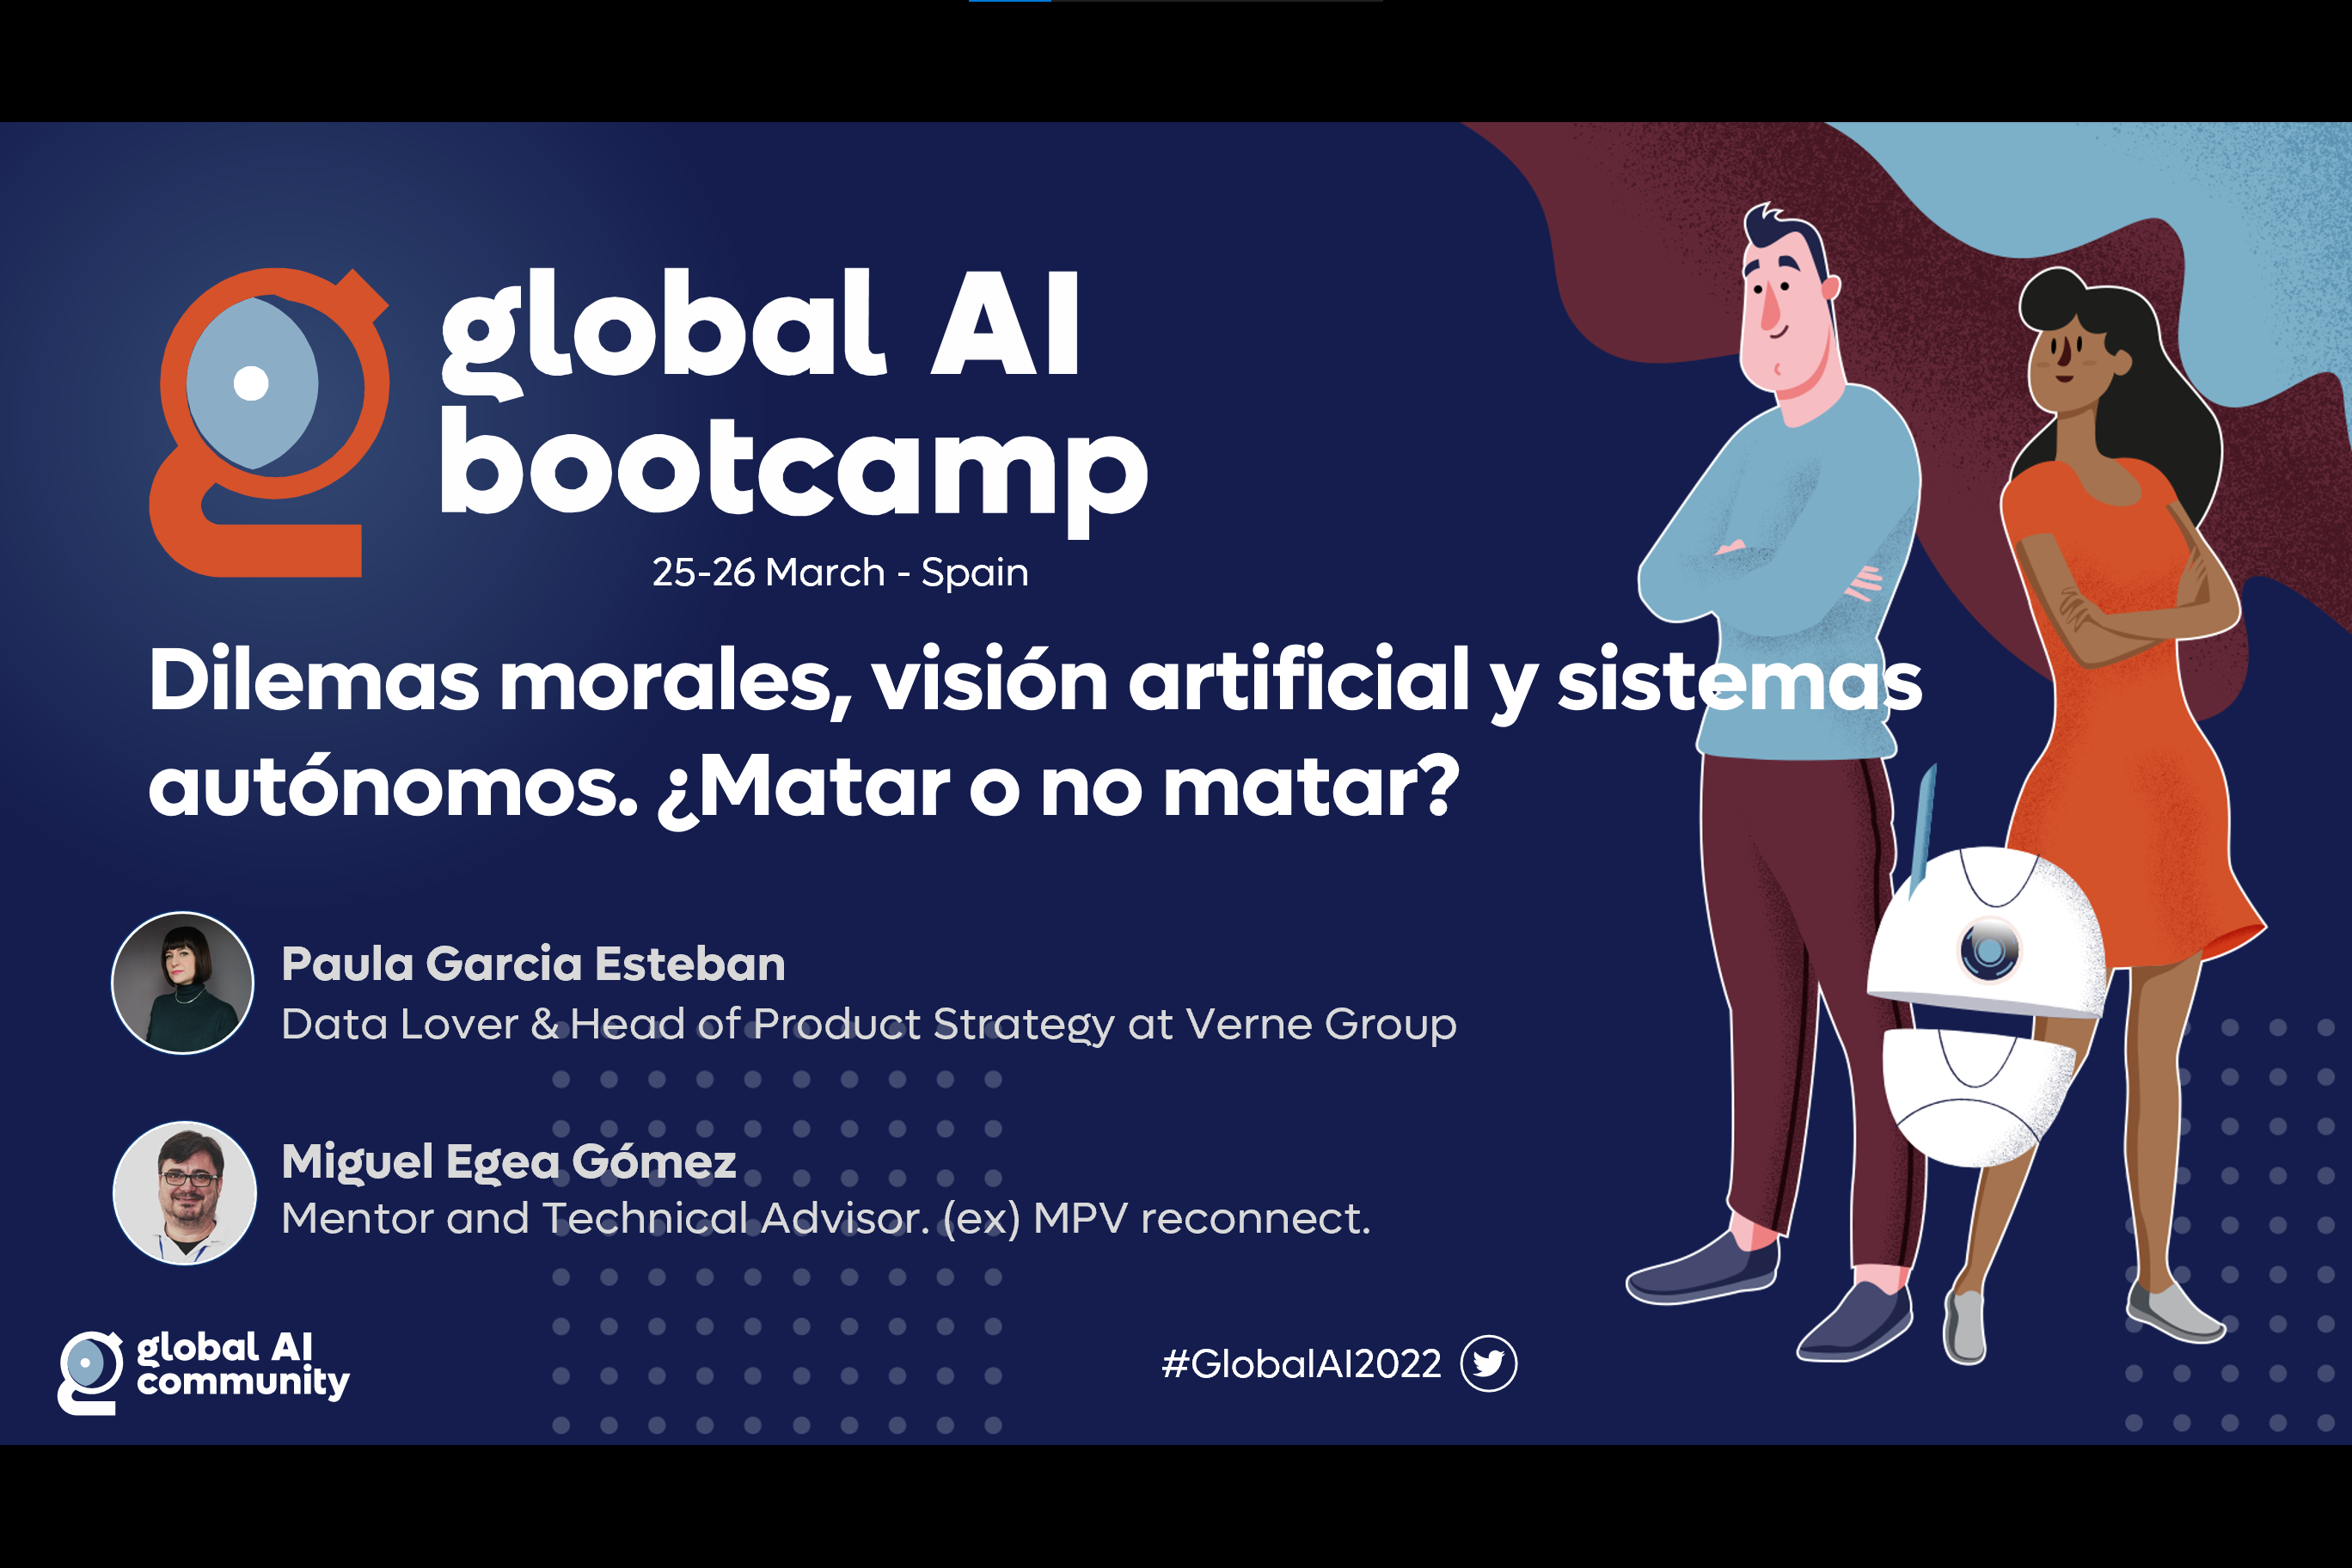 global AI
bootcamp
25-26 March - Spain
Dilemas morales, visión artificial y sistemas
autónomos. ¿Matar o no matar?
Paula Garcia Esteban
Data Lover & Head of Product Strategy at Verne Group
Miguel Egea Gómez
Mentor and Technical Advisor. (ex) MPV reconnect.
global AI
community
#GlobalAI2022